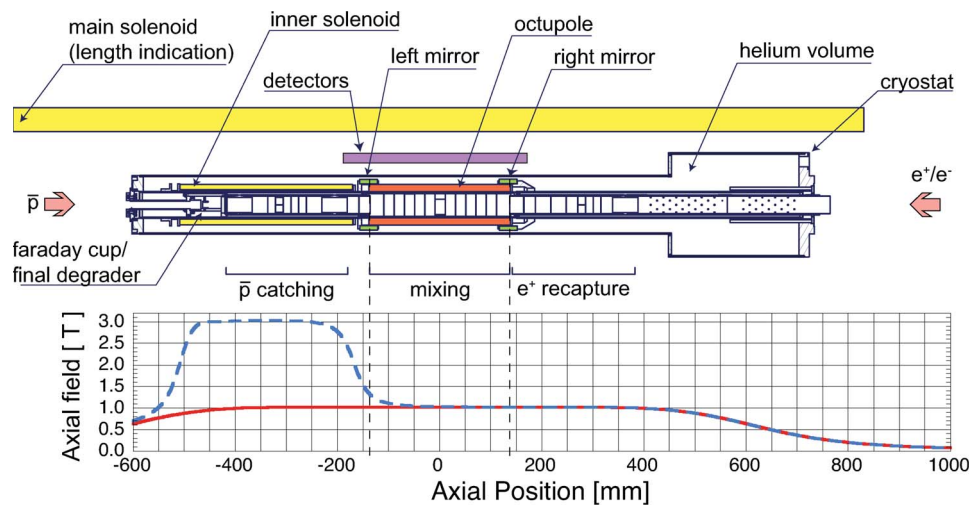 main solenoid
(length indication)
inner solenoid
octupole
left mirror
right mirror
helium volume
detectors
cryostat
p̅
e⁺/e⁻
faraday cup/
final degrader
p̅ catching
mixing
e⁺ recapture
Axial field [ T ]
3.0
2.5
2.0
1.5
1.0
0.5
0.0
-600
-400
-200
0
200
400
600
800
1000
Axial Position [mm]